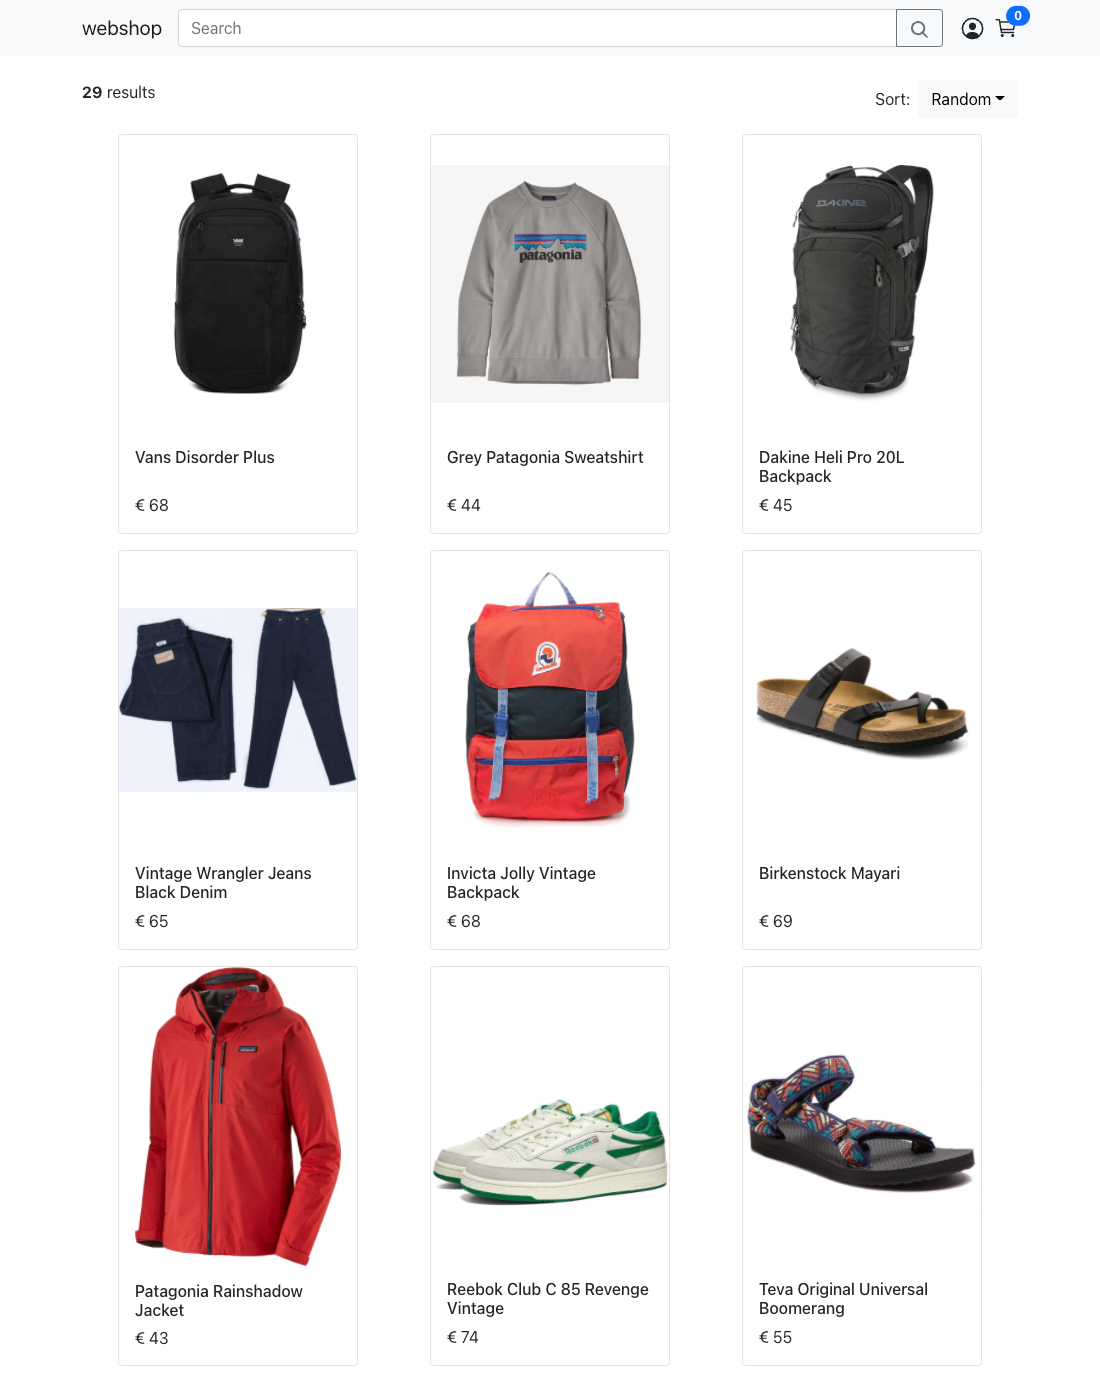 webshop
Search
0
29 results
Sort: Random
VANS
patagonia
DAKINE
Vans Disorder Plus
Grey Patagonia Sweatshirt
Dakine Heli Pro 20L
Backpack
€ 68
€ 44
€ 45
Vintage Wrangler Jeans
Black Denim
Invicta Jolly Vintage
Backpack
Birkenstock Mayari
€ 65
€ 68
€ 69
Reebok
Patagonia Rainshadow
Jacket
Reebok Club C 85 Revenge
Vintage
Teva Original Universal
Boomerang
€ 43
€ 74
€ 55